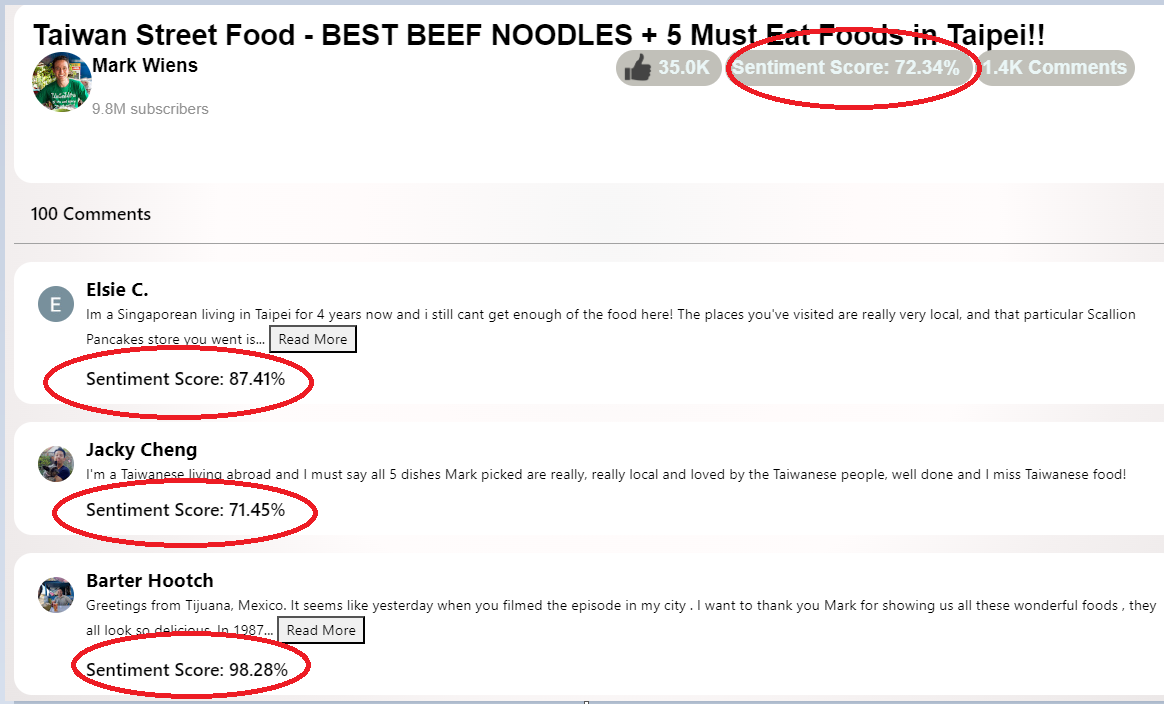 Taiwan Street Food - BEST BEEF NOODLES + 5 Must Eat Foods in Taipei!!
Mark Wiens
35.0K
Sentiment Score: 72.34%
1.4K Comments
9.8M subscribers
100 Comments
E
Elsie C.
Im a Singaporean living in Taipei for 4 years now and i still cant get enough of the food here! The places you've visited are really very local, and that particular Scallion
Pancakes store you went is... Read More
Sentiment Score: 87.41%
Jacky Cheng
I'm a Taiwanese living abroad and I must say all 5 dishes Mark picked are really, really local and loved by the Taiwanese people, well done and I miss Taiwanese food!
Sentiment Score: 71.45%
Barter Hootch
Greetings from Tijuana, Mexico. It seems like yesterday when you filmed the episode in my city . I want to thank you Mark for showing us all these wonderful foods , they
all look so delicious. In 1987... Read More
Sentiment Score: 98.28%